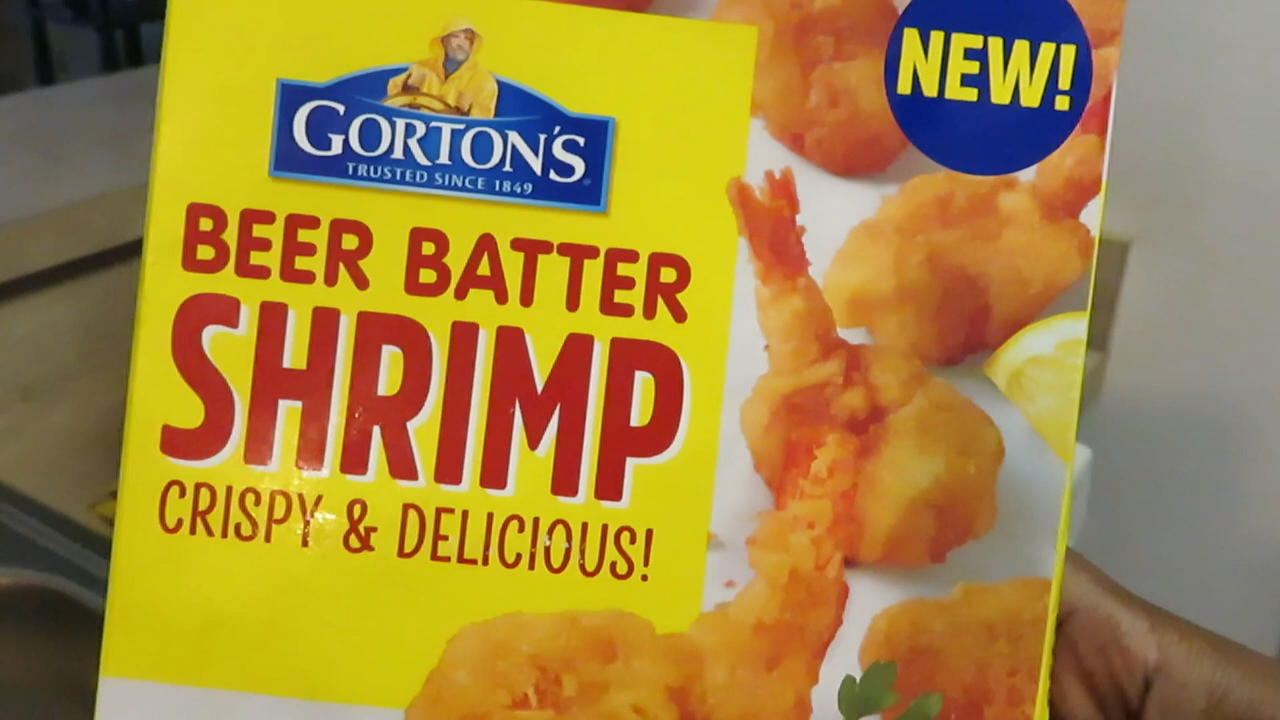 NEW!
GORTON'S
TRUSTED SINCE 1849
BEER BATTER
SHRIMP
CRISPY & DELICIOUS!